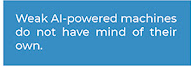 Weak AI-powered machines
do not have mind of their
own.